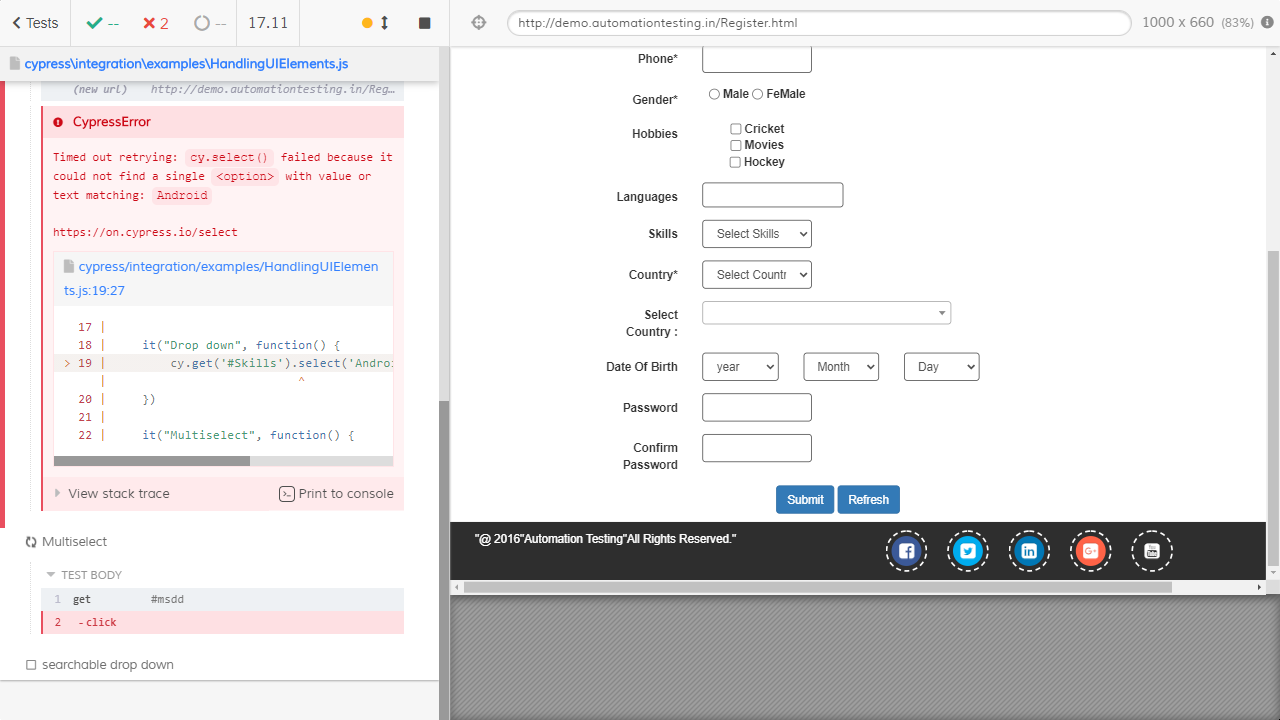 Tests
--
2
--
17.11
http://demo.automationtesting.in/Register.html
1000 x 660 (83%)
cypress\integration\examples\HandlingUIElements.js
(new url) http://demo.automationtesting.in/Reg…
CypressError
Timed out retrying: cy.select() failed because it
could not find a single <option> with value or
text matching: Android
https://on.cypress.io/select
cypress/integration/examples/HandlingUIElemen
ts.js:19:27
17 |
18 | it("Drop down", function() {
> 19 | cy.get('#Skills').select('Androi
| ^
20 | })
21 |
22 | it("Multiselect", function() {
View stack trace
Print to console
Multiselect
TEST BODY
1 get #msdd
2 -click
searchable drop down
Phone*
Gender* Male FeMale
Hobbies Cricket
Movies
Hockey
Languages
Skills Select Skills
Country* Select Countr
Select
Country :
Date Of Birth year Month Day
Password
Confirm
Password
Submit Refresh
"@ 2016"Automation Testing"All Rights Reserved."